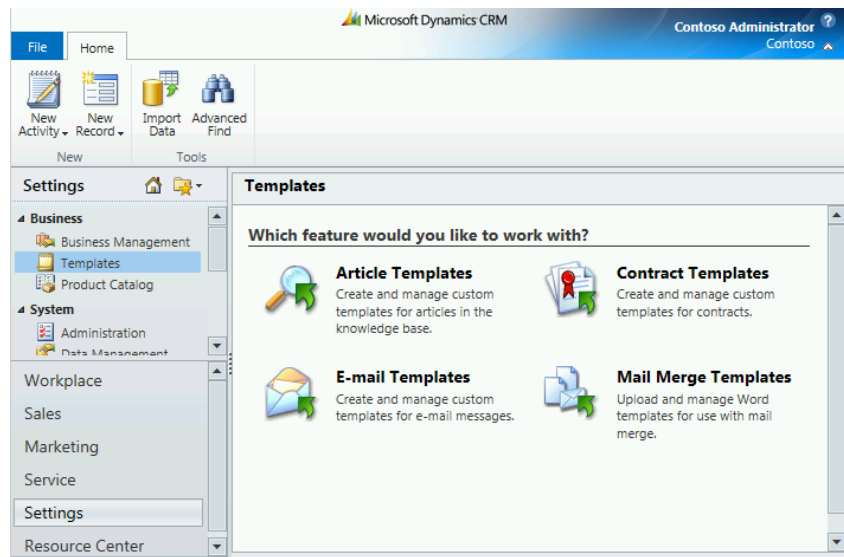 Microsoft Dynamics CRM
Contoso Administrator
Contoso
File
Home
New Activity
New Record
Import Data
Advanced Find
New
Tools
Settings
Templates
Business
Business Management
Templates
Product Catalog
System
Administration
Data Management
Workplace
Sales
Marketing
Service
Settings
Resource Center
Which feature would you like to work with?
Article Templates
Create and manage custom
templates for articles in the
knowledge base.
Contract Templates
Create and manage custom
templates for contracts.
E-mail Templates
Create and manage custom
templates for e-mail messages.
Mail Merge Templates
Upload and manage Word
templates for use with mail
merge.